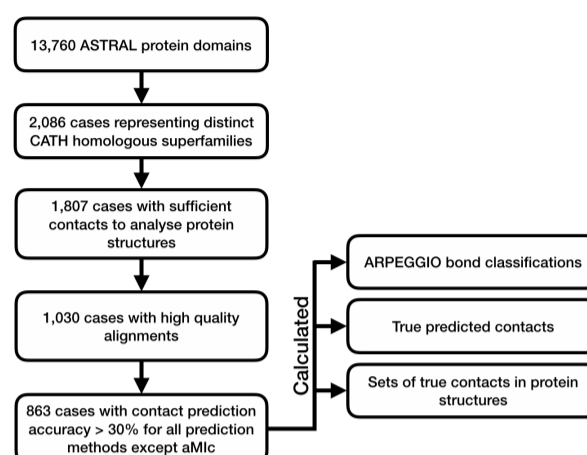 13,760 ASTRAL protein domains
2,086 cases representing distinct
CATH homologous superfamilies
1,807 cases with sufficient
contacts to analyse protein
structures
1,030 cases with high quality
alignments
863 cases with contact prediction
accuracy > 30% for all prediction
methods except aMIc
Calculated
ARPEGGIO bond classifications
True predicted contacts
Sets of true contacts in protein
structures